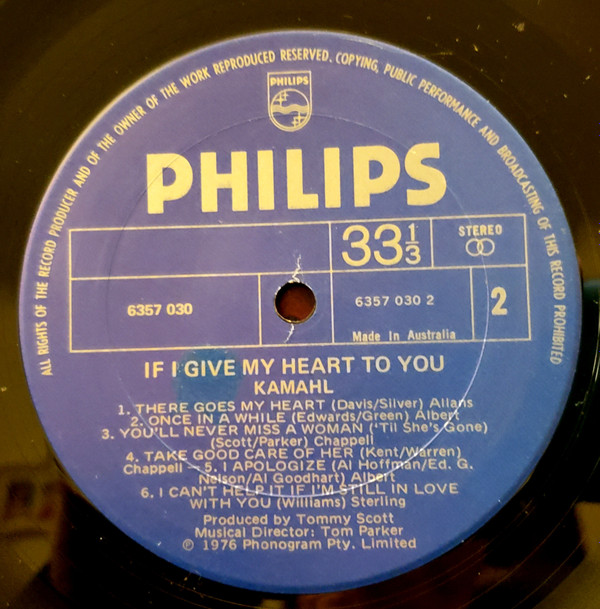 ALL RIGHTS OF THE RECORD PRODUCER AND OF THE OWNER OF THE WORK REPRODUCED RESERVED. COPYING, PUBLIC PERFORMANCE AND BROADCASTING OF THIS RECORD PROHIBITED
PHILIPS
PHILIPS
33 1/3
STEREO
6357 030
6357 030 2
2
Made in Australia
IF I GIVE MY HEART TO YOU
KAMAHL
1. THERE GOES MY HEART (Davis/Silver) Allans
2. ONCE IN A WHILE (Edwards/Green) Albert
3. YOU'LL NEVER MISS A WOMAN ('Til She's Gone)
(Scott/Parker) Chappell
4. TAKE GOOD CARE OF HER (Kent/Warren)
Chappell 5. I APOLOGIZE (Al Hoffman/Ed. G.
Nelson/Al Goodhart) Albert
6. I CAN'T HELP IT IF I'M STILL IN LOVE
WITH YOU (Williams) Sterling
Produced by Tommy Scott
Musical Director: Tom Parker
℗ 1976 Phonogram Pty. Limited